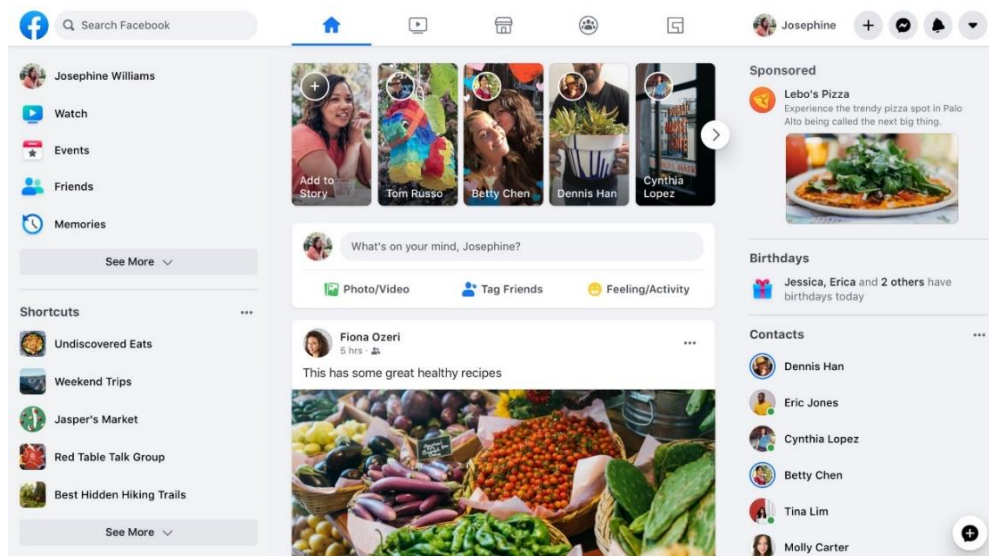 Search Facebook
Josephine
Josephine Williams
Watch
Events
Friends
Memories
See More
Shortcuts
Undiscovered Eats
Weekend Trips
Jasper's Market
Red Table Talk Group
Best Hidden Hiking Trails
See More
Add to
Story
Tom Russo
Betty Chen
Dennis Han
Cynthia
Lopez
What's on your mind, Josephine?
Photo/Video
Tag Friends
Feeling/Activity
Fiona Ozeri
5 hrs ·
This has some great healthy recipes
Sponsored
Lebo's Pizza
Experience the trendy pizza spot in Palo
Alto being called the next big thing.
Birthdays
Jessica, Erica and 2 others have
birthdays today
Contacts
Dennis Han
Eric Jones
Cynthia Lopez
Betty Chen
Tina Lim
Molly Carter